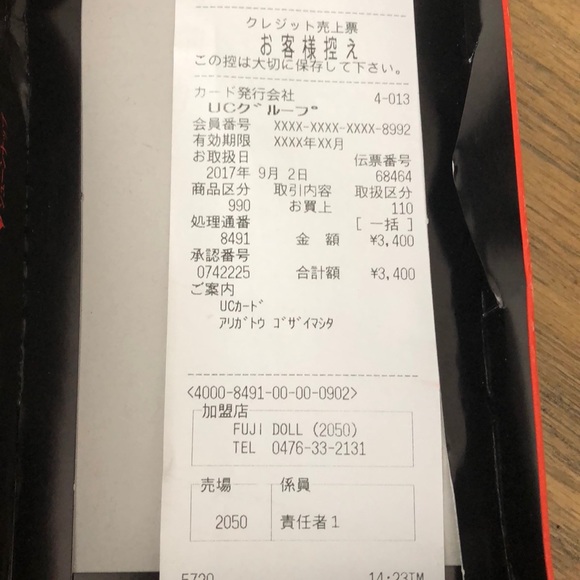 クレジット売上票
お客様控え
この控は大切に保存して下さい。
カード発行会社 4-013
UCグループ
会員番号 XXXX-XXXX-XXXX-8992
有効期限 XXXX年XX月
お取扱日 伝票番号
2017年 9月 2日 68464
商品区分 取引内容 取扱区分
990 お買上 110
処理通番 [ 一括 ]
8491 金 額 ¥3,400
承認番号
0742225 合計額 ¥3,400
ご案内
UCカード
アリガトウ ゴザイマシタ
<4000-8491-00-00-0902>
加盟店
FUJI DOLL (2050)
TEL 0476-33-2131
売場 係員
2050 責任者1
5720 14:23TM